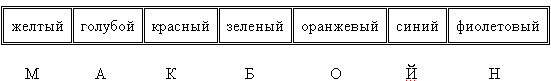 желтый голубой красный зеленый оранжевый синий фиолетовый
М А К Б О Й Н